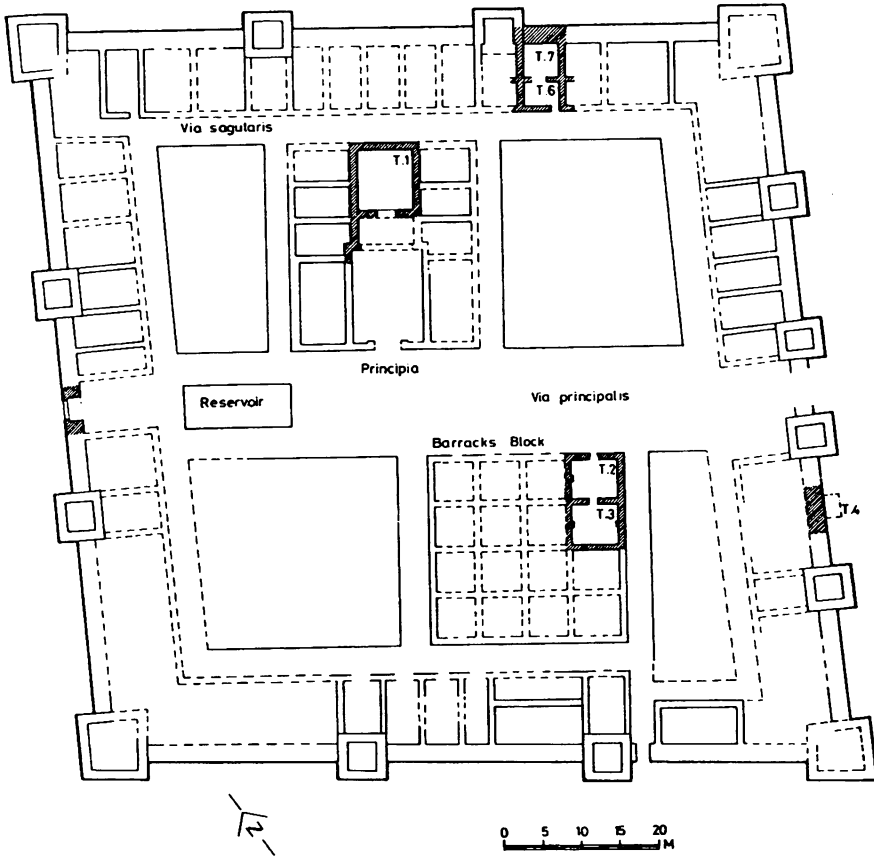 T.7
T.6
Via sagularis
T.1
Principia
Reservoir
Via principalis
Barracks Block
T.2
T.3
T.4
N
0 5 10 15 20
M